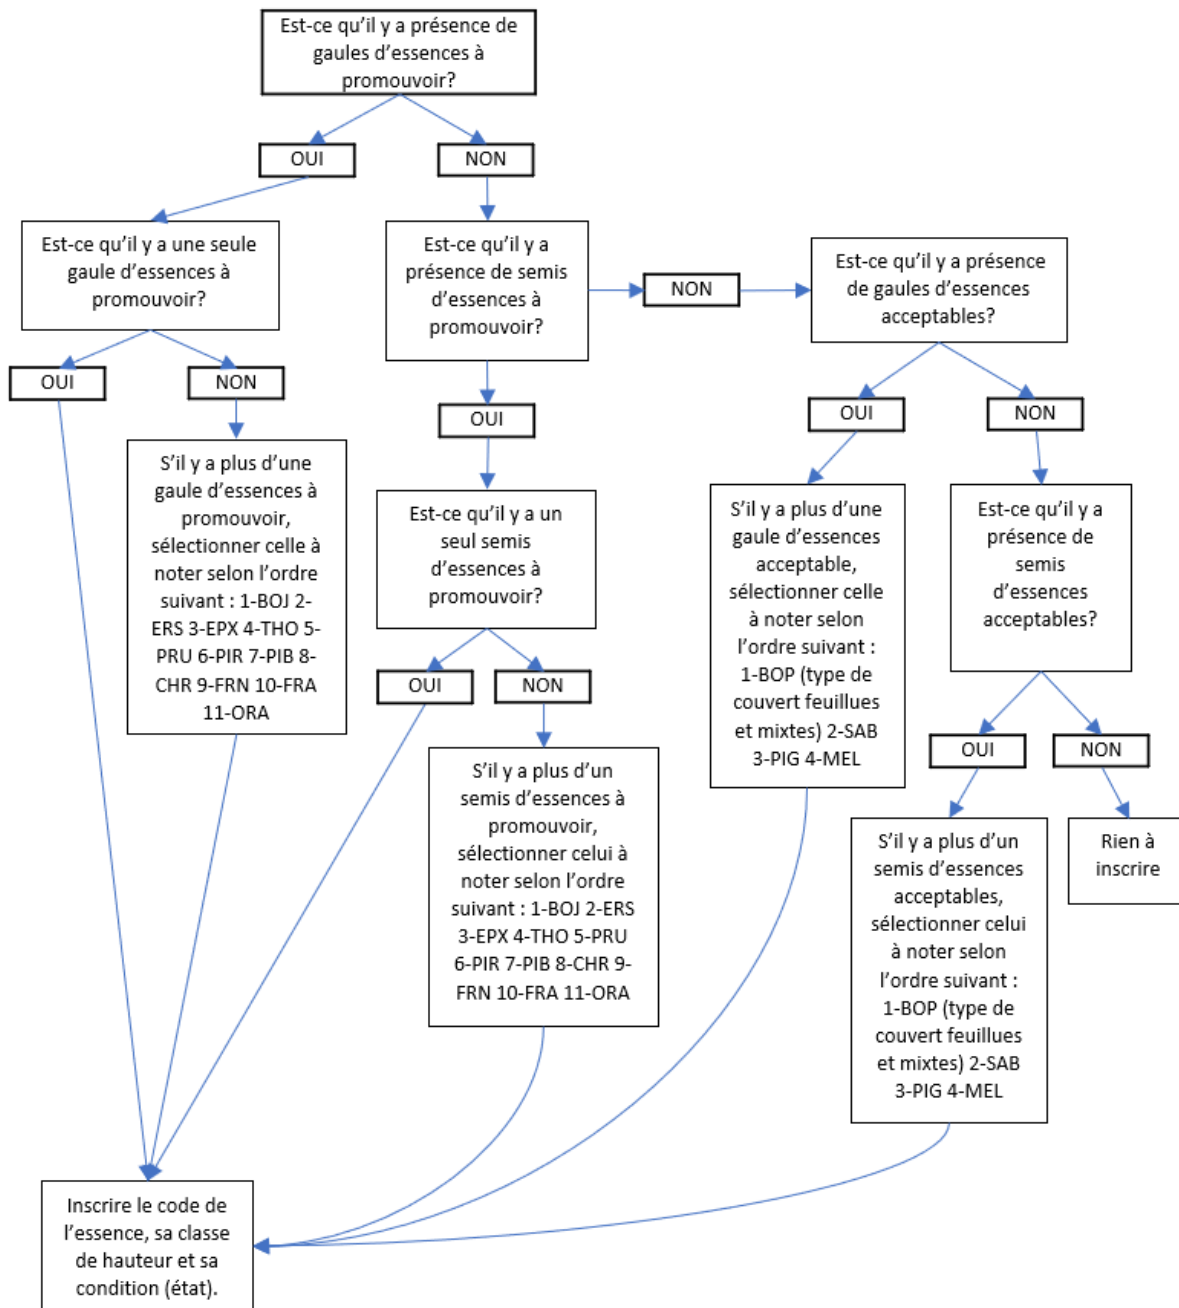 Est-ce qu'il y a présence de
gaules d'essences à
promouvoir?
OUI
NON
Est-ce qu'il y a une seule
gaule d'essences à
promouvoir?
Est-ce qu'il y a
présence de semis
d'essences à
promouvoir?
NON
Est-ce qu'il y a présence
de gaules d'essences
acceptables?
OUI
NON
OUI
OUI
NON
S'il y a plus d'une
gaule d'essences à
promouvoir,
sélectionner celle à
noter selon l'ordre
suivant : 1-BOJ 2-
ERS 3-EPX 4-THO 5-
PRU 6-PIR 7-PIB 8-
CHR 9-FRN 10-FRA
11-ORA
Est-ce qu'il y a un
seul semis
d'essences à
promouvoir?
S'il y a plus d'une
gaule d'essences
acceptable,
sélectionner celle
à noter selon
l'ordre suivant :
1-BOP (type de
couvert feuillues
et mixtes) 2-SAB
3-PIG 4-MEL
Est-ce qu'il y a
présence de
semis
d'essences
acceptables?
OUI
NON
OUI
NON
S'il y a plus d'un
semis d'essences à
promouvoir,
sélectionner celui à
noter selon l'ordre
suivant : 1-BOJ 2-ERS
3-EPX 4-THO 5-PRU
6-PIR 7-PIB 8-CHR 9-
FRN 10-FRA 11-ORA
S'il y a plus d'un
semis d'essences
acceptables,
sélectionner celui
à noter selon
l'ordre suivant :
1-BOP (type de
couvert feuillues
et mixtes) 2-SAB
3-PIG 4-MEL
Rien à
inscrire
Inscrire le code de
l'essence, sa classe
de hauteur et sa
condition (état).